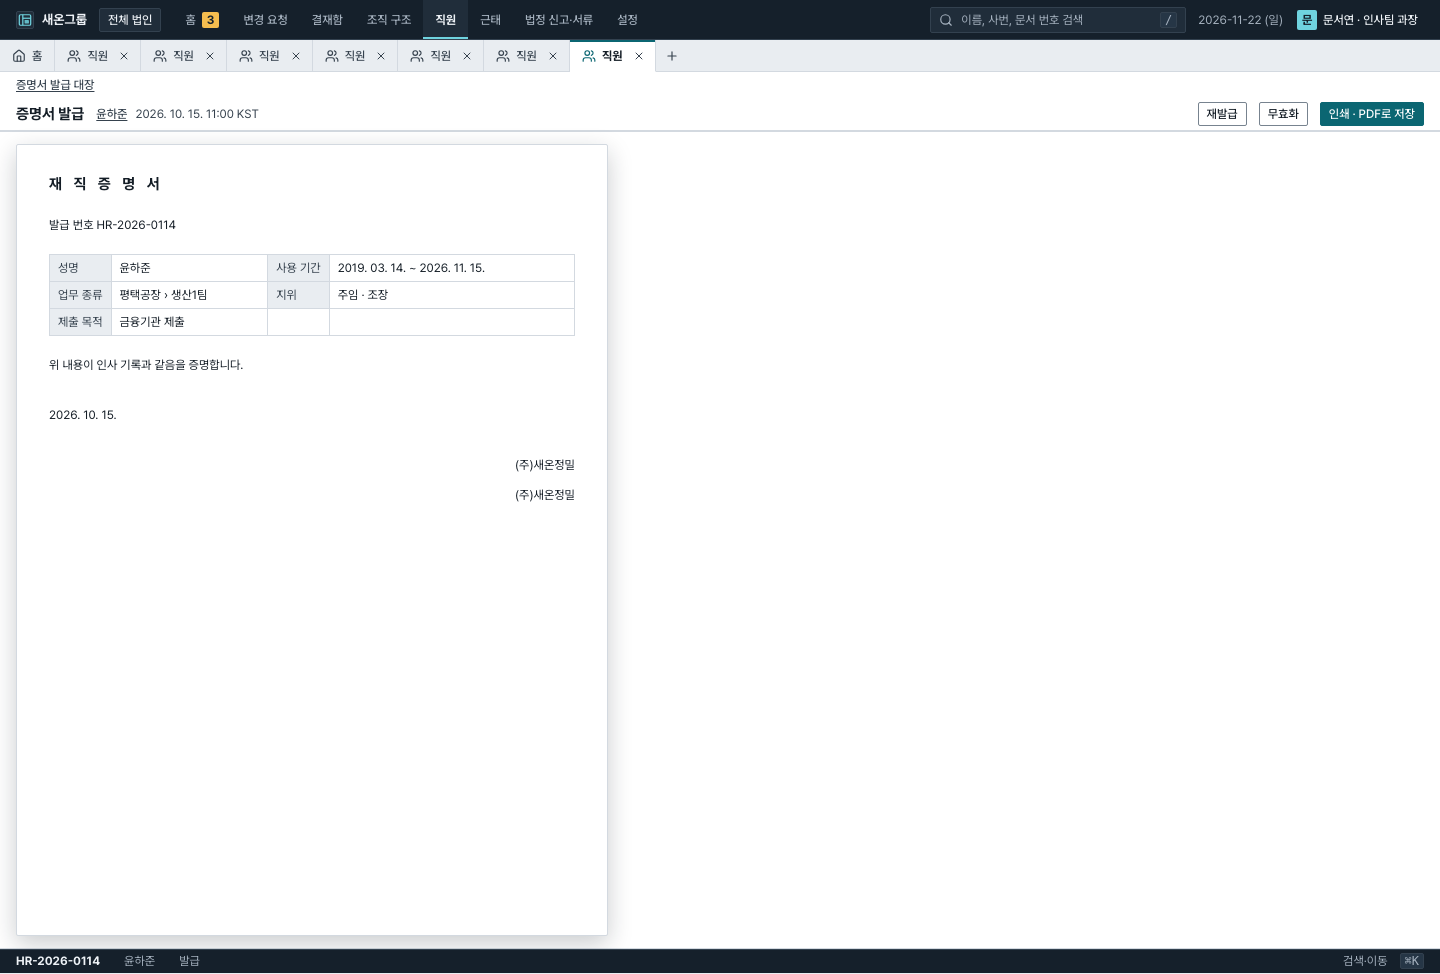 새온그룹 전체 법인 홈 3 변경 요청 결재함 조직 구조 직원 근태 법정 신고·서류 설정 이름, 사번, 문서 번호 검색 / 2026-11-22 (일) 문 문서연 · 인사팀 과장
홈 직원 직원 직원 직원 직원 직원 직원
증명서 발급 대장
증명서 발급 윤하준 2026. 10. 15. 11:00 KST 재발급 무효화 인쇄 · PDF로 저장
재 직 증 명 서
발급 번호 HR-2026-0114
성명 윤하준 사용 기간 2019. 03. 14. ~ 2026. 11. 15.
업무 종류 평택공장 › 생산1팀 지위 주임 · 조장
제출 목적 금융기관 제출
위 내용이 인사 기록과 같음을 증명합니다.
2026. 10. 15.
(주)새온정밀
(주)새온정밀
HR-2026-0114 윤하준 발급 검색·이동 ⌘K